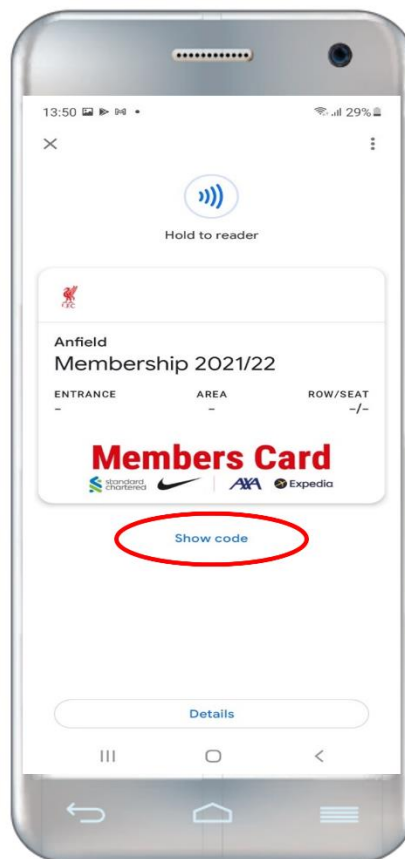 13:50 29%
Hold to reader
L.F.C
Anfield
Membership 2021/22
ENTRANCE AREA ROW/SEAT
- - -/-
Members Card
standard chartered AXA Expedia
Show code
Details